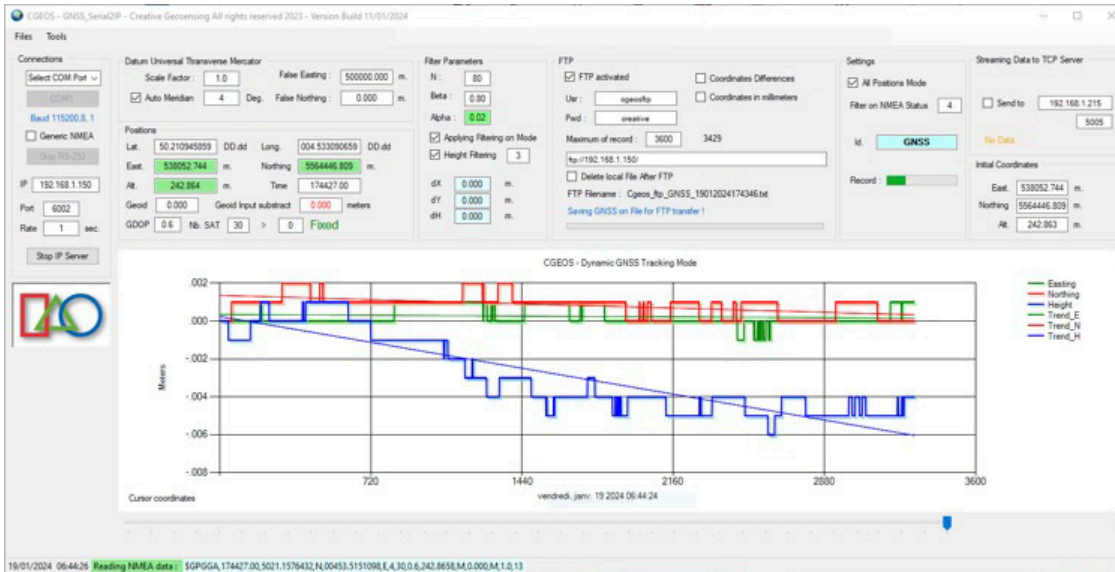 CGEOS - GNSS_Serial2IP - Creative Geosensing All rights reserved 2023 - Version Build 11/01/2024
Files Tools
Connections
Select COM Port
COM1
Baud 115200,8, 1
Generic NMEA
Stop RS-232
IP 192.168.1.150
Port 6002
Rate 1 sec.
Stop IP Server
Datum Universal Thransverse Mercator
Scale Factor : 1.0 False Easting : 500000.000 m.
Auto Meridian 4 Deg. False Northing : 0.000 m.
Positions
Lat. 50.210945859 DD.dd Long. 004.533090659 DD.dd
East. 538052.744 m. Northing 5564446.809 m.
Alt. 242.864 m. Time 174427.00
Geoid 0.000 Geoid Input substract 0.000 meters
GDOP 0.6 Nb. SAT 30 > 0 Fixed
Filter Parameters
N : 80
Beta : 0.80
Alpha : 0.02
Applying Filtering on Mode
Height Filtering 3
dX 0.000 m.
dY 0.000 m.
dH 0.000 m.
FTP
FTP activated
Coordinates Differences
Usr : cgeosftp
Coordinates in millimeters
Pwd : creative
Maximum of record : 3600 3429
ftp://192.168.1.150/
Delete local File After FTP
FTP Filename : Cgeos_ftp_GNSS_19012024174346.txt
Saving GNSS on File for FTP transfer !
Settings
All Positions Mode
Filter on NMEA Status 4
Id. GNSS
Record :
Streaming Data to TCP Server
Send to 192.168.1.215
5005
No Data
Initial Coordinates
East. 538052.744 m.
Northing 5564446.809 m.
Alt. 242.863 m.
CGEOS - Dynamic GNSS Tracking Mode
.002
.000
-.002
-.004
-.006
-.008
Meters
720 1440 2160 2880 3600
Easting
Northing
Height
Trend_E
Trend_N
Trend_H
Cursor coordinates
vendredi, janv. 19 2024 06:44:24
19/01/2024 06:44:26 Reading NMEA data : $GPGGA,174427.00,5021.1576432,N,00453.5151098,E,4,30,0.6,242.8658,M,0.000,M,1.0,13